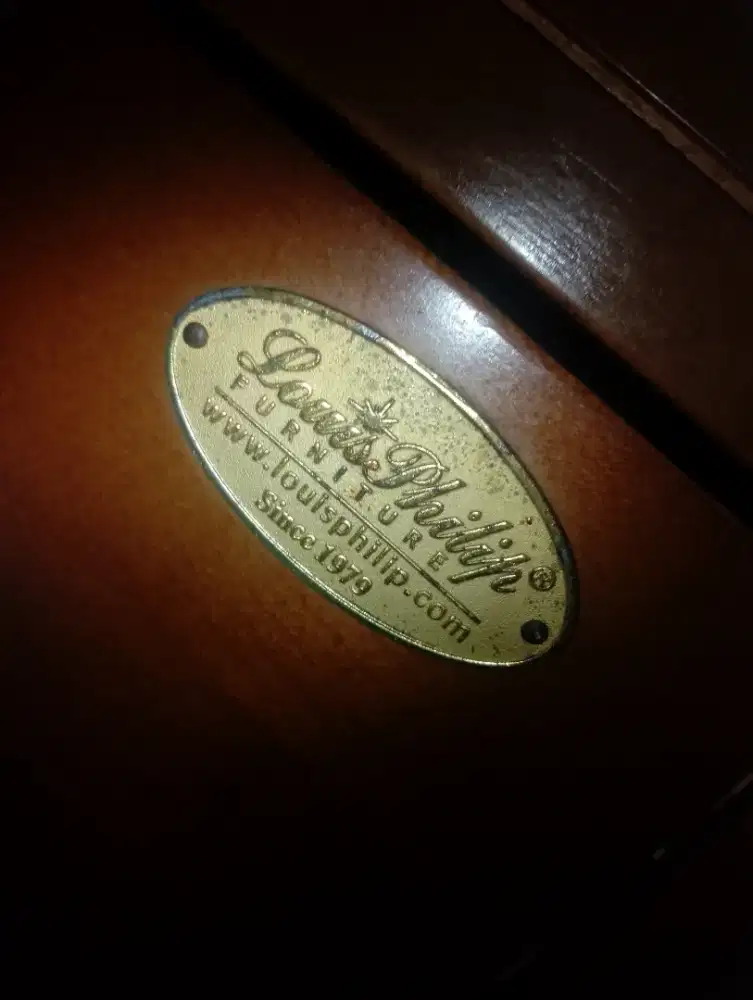 Louis Philip®
FURNITURE
www.louisphilip.com
Since 1979